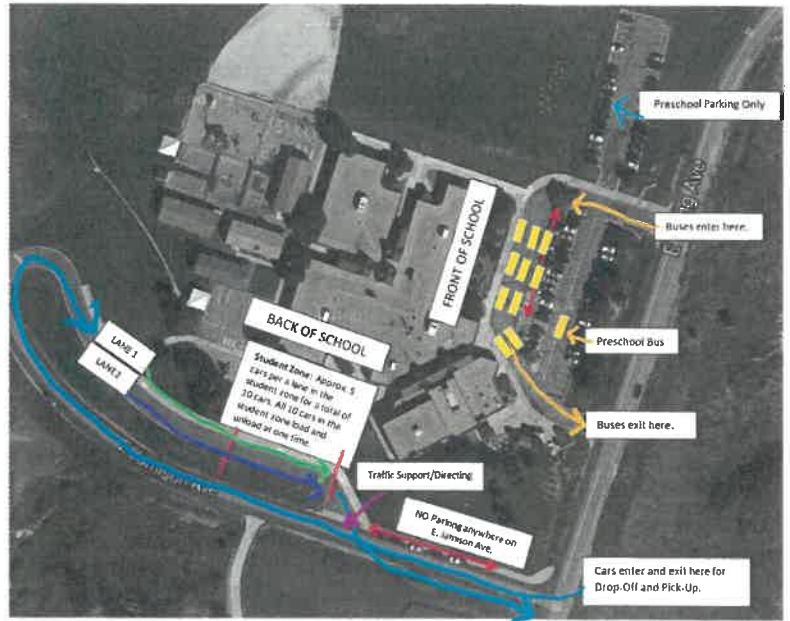 Preschool Parking Only
Buses enter here.
FRONT OF SCHOOL
Preschool Bus
BACK OF SCHOOL
LANE 1
LANE 2
Student Zone: Approx. 5
cars per a lane in the
student zone for a total of
10 cars. All 10 cars in the
student zone load and
unload at one time.
Buses exit here.
Traffic Support/Directing
NO Parking anywhere on
E. Jamison Ave.
Cars enter and exit here for
Drop-Off and Pick-Up.
Ave